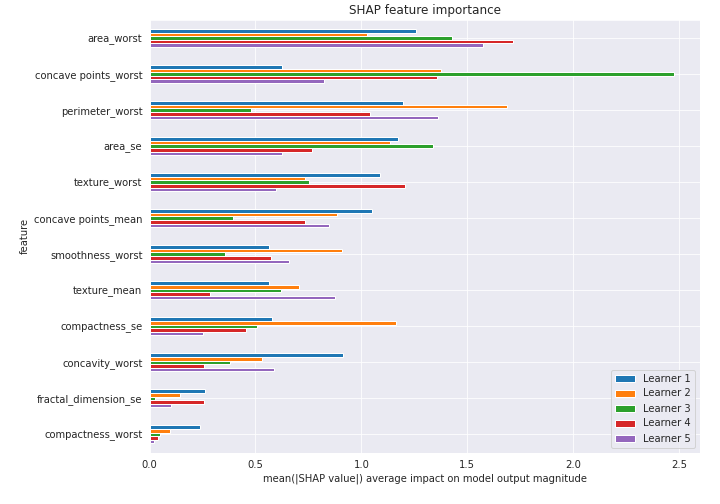 SHAP feature importance
area_worst
concave points_worst
perimeter_worst
area_se
texture_worst
concave points_mean
smoothness_worst
texture_mean
compactness_se
concavity_worst
fractal_dimension_se
compactness_worst
feature
Learner 1
Learner 2
Learner 3
Learner 4
Learner 5
0.0 0.5 1.0 1.5 2.0 2.5
mean(|SHAP value|) average impact on model output magnitude